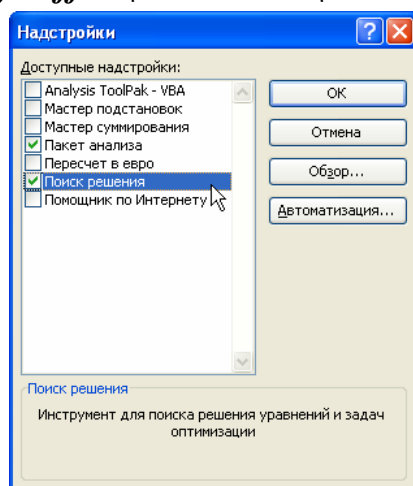 Надстройки
Доступные надстройки:
Analysis ToolPak - VBA
Мастер подстановок
Мастер суммирования
Пакет анализа
Пересчет в евро
Поиск решения
Помощник по Интернету
ОК
Отмена
Обзор...
Автоматизация...
Поиск решения
Инструмент для поиска решения уравнений и задач
оптимизации